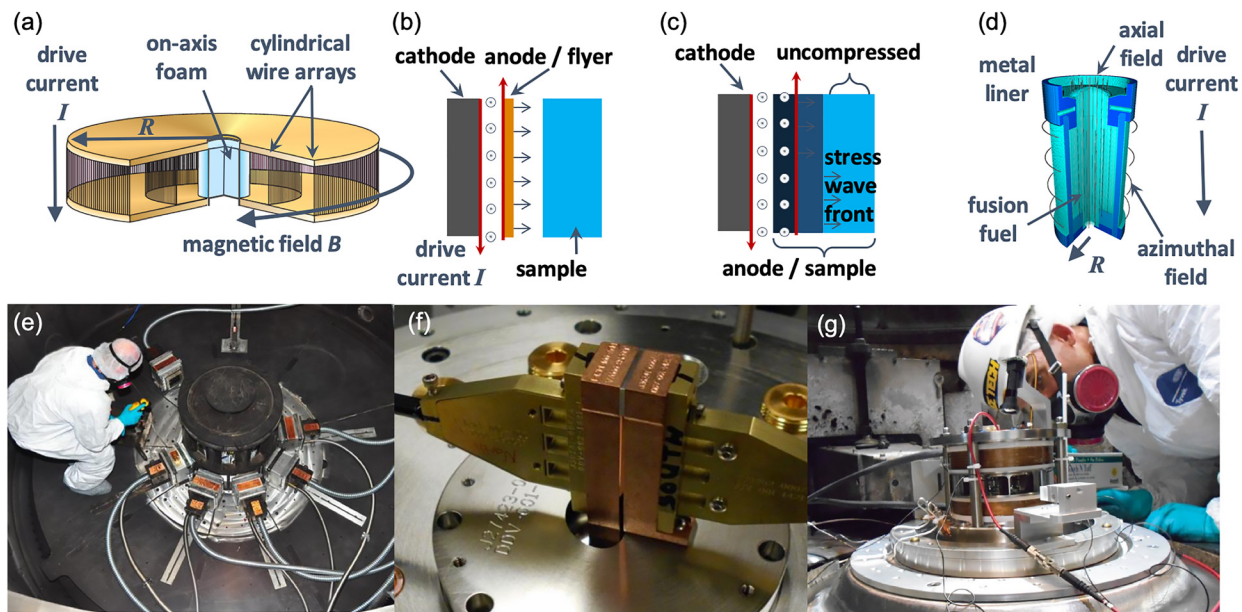 (a)
drive
current
I
on-axis
foam
cylindrical
wire arrays
R
magnetic field B
(b)
cathode
anode / flyer
drive
current I
sample
(c)
cathode
uncompressed
stress
wave
front
anode / sample
(d)
axial
field
metal
liner
drive
current
I
fusion
fuel
R
azimuthal
field
(e)
(f)
SOUTH
(g)